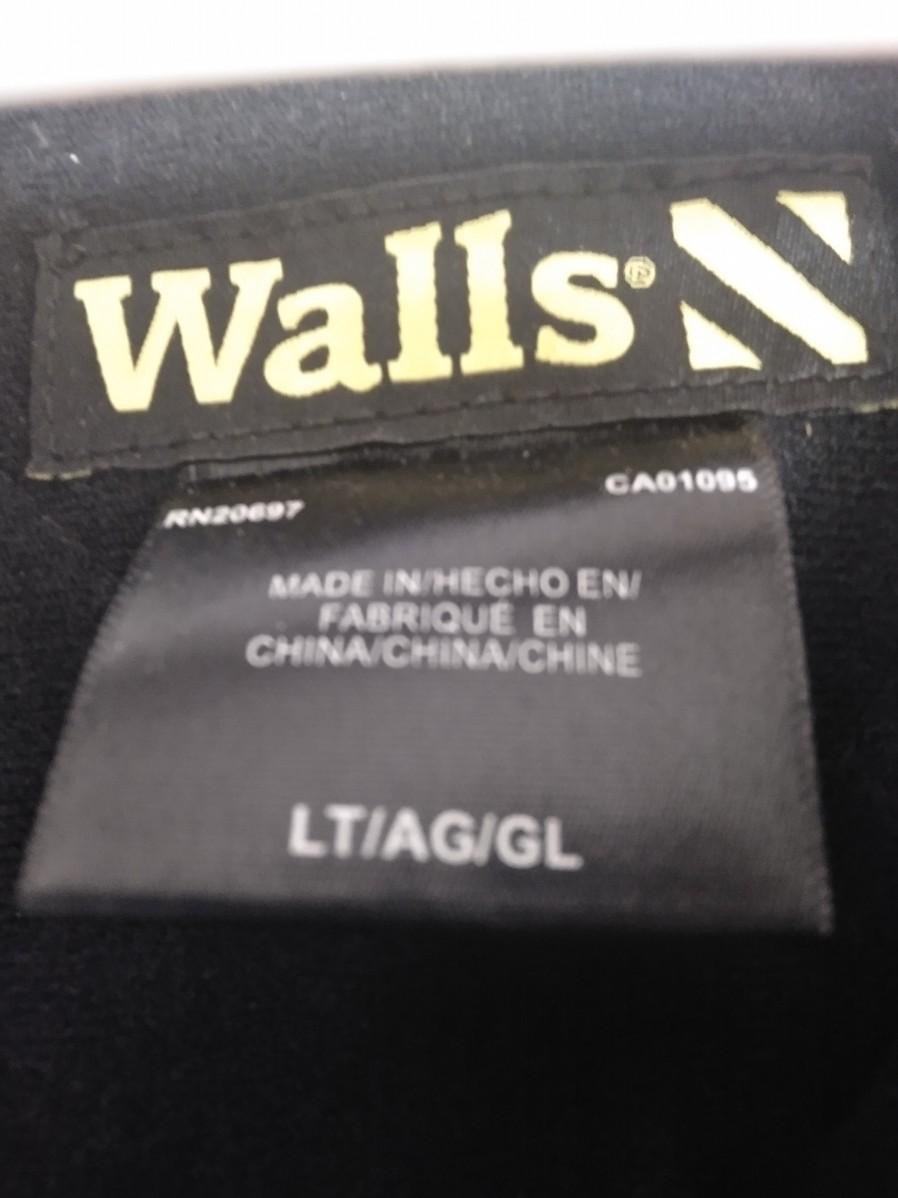 Walls®
RN20697
CA01095
MADE IN/HECHO EN/
FABRIQUÉ EN
CHINA/CHINA/CHINE
LT/AG/GL